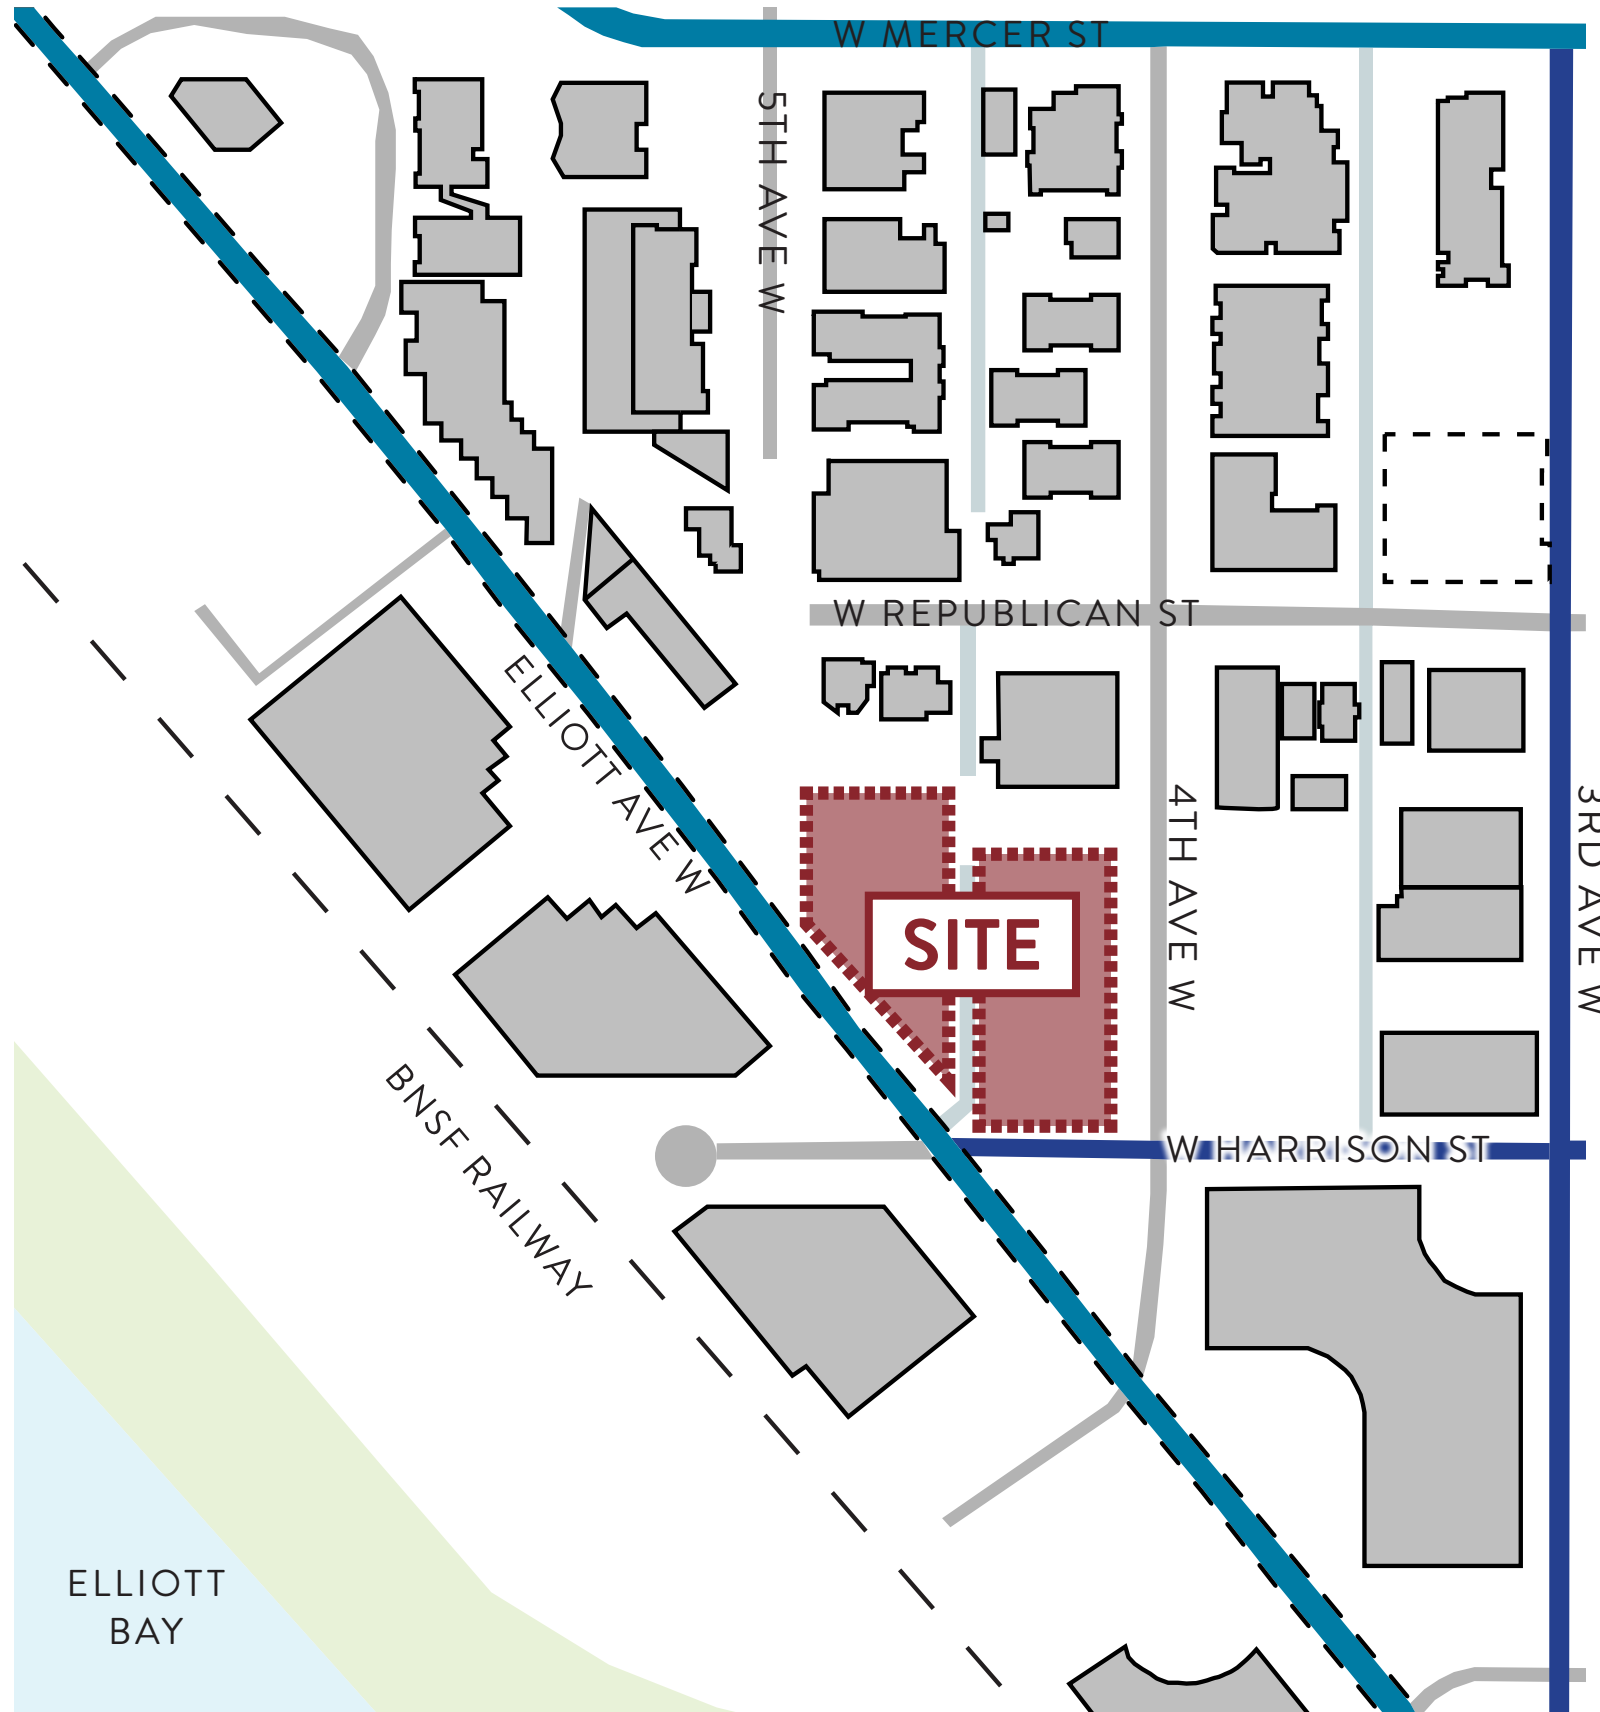 W MERCER ST
5TH AVE W
W REPUBLICAN ST
ELLIOTT AVE W
4TH AVE W
3RD AVE W
SITE
BNSF RAILWAY
W HARRISON ST
ELLIOTT
BAY